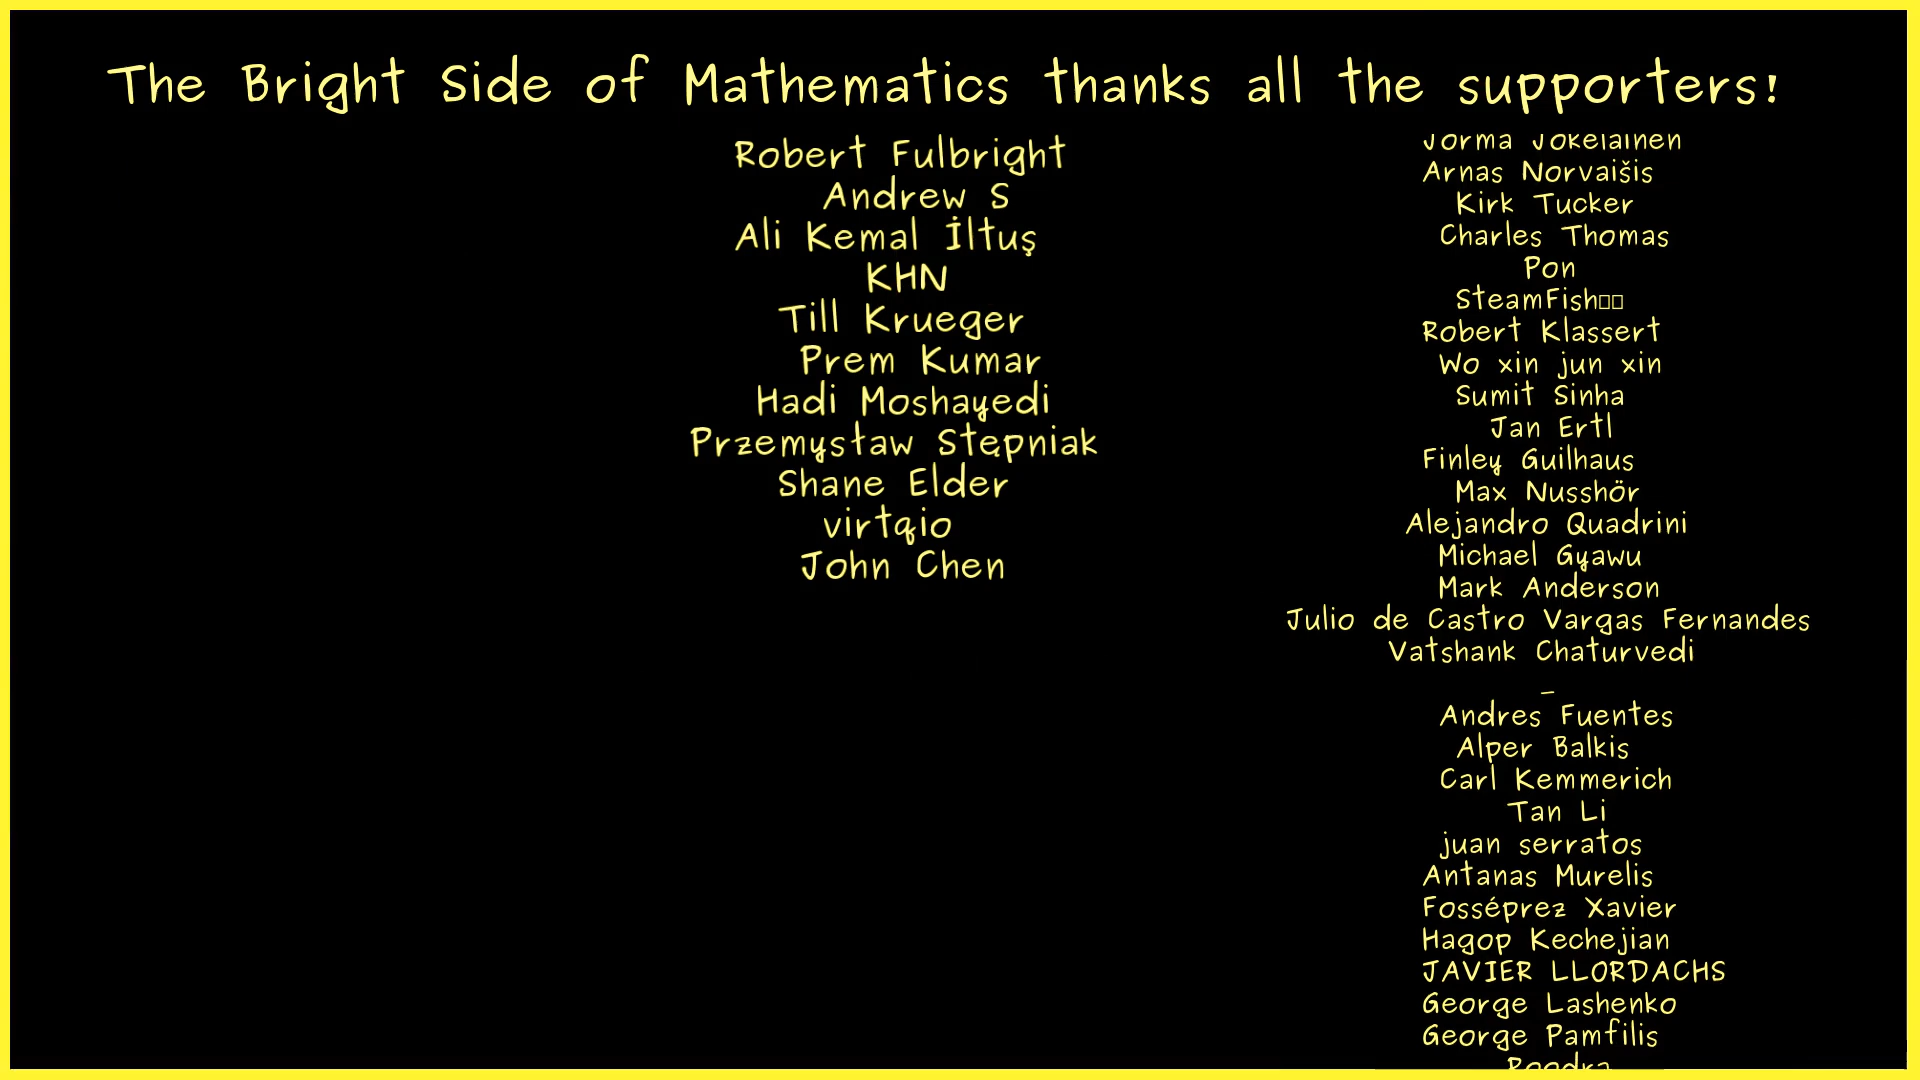 The Bright Side of Mathematics thanks all the supporters!
Robert Fulbright
Andrew S
Ali Kemal İltuş
KHN
Till Krueger
Prem Kumar
Hadi Moshayedi
Przemysław Stępniak
Shane Elder
virtqio
John Chen
Jorma Jokelainen
Arnas Norvaišis
Kirk Tucker
Charles Thomas
Pon
SteamFish
Robert Klassert
Wo xin jun xin
Sumit Sinha
Jan Ertl
Finley Guilhaus
Max Nusshör
Alejandro Quadrini
Michael Gyawu
Mark Anderson
Julio de Castro Vargas Fernandes
Vatshank Chaturvedi
_
Andres Fuentes
Alper Balkis
Carl Kemmerich
Tan Li
juan serratos
Antanas Murelis
Fosséprez Xavier
Hagop Kechejian
JAVIER LLORDACHS
George Lashenko
George Pamfilis